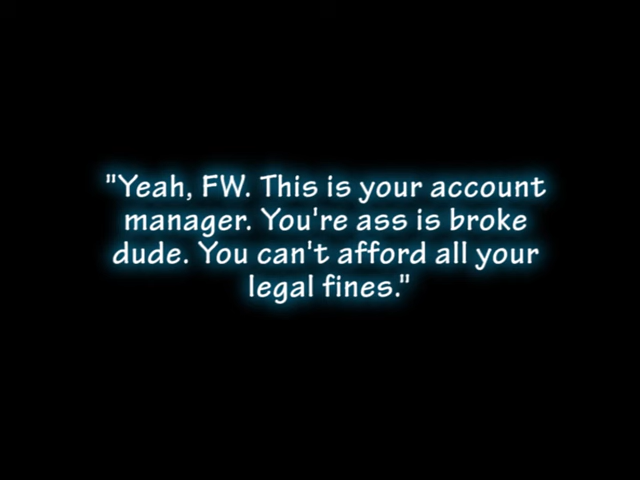 "Yeah, FW. This is your account
manager. You're ass is broke
dude. You can't afford all your
legal fines."